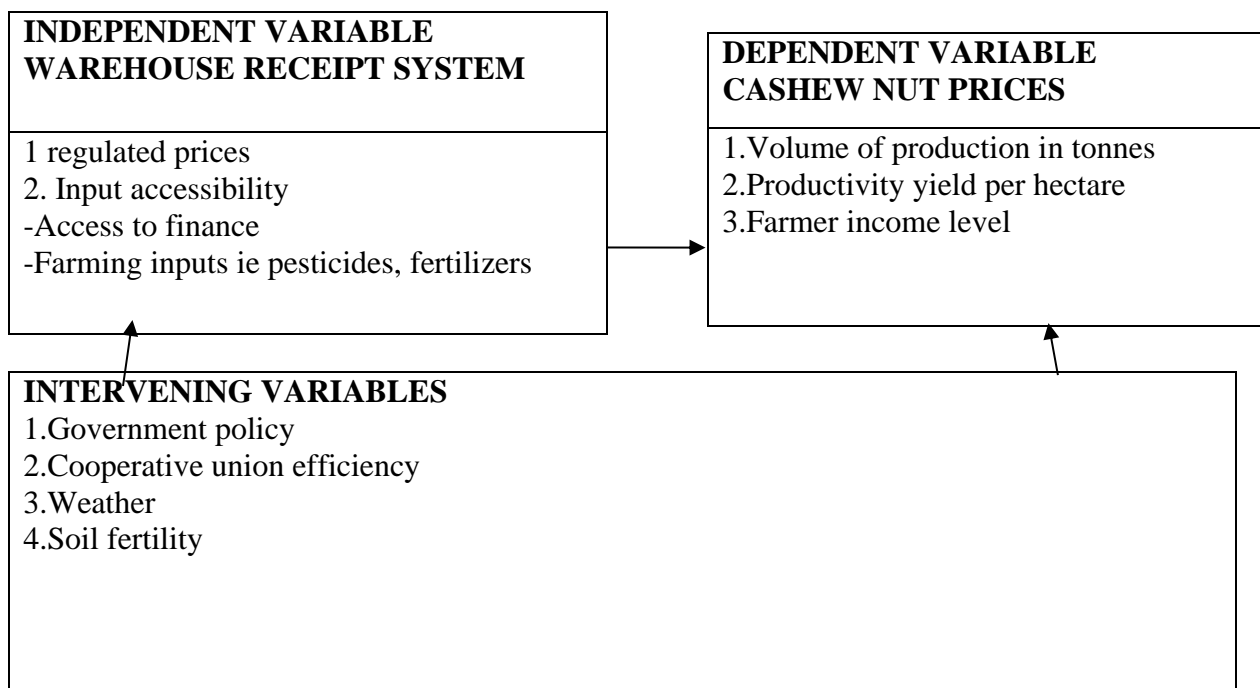 INDEPENDENT VARIABLE
WAREHOUSE RECEIPT SYSTEM
1 regulated prices
2. Input accessibility
-Access to finance
-Farming inputs ie pesticides, fertilizers
DEPENDENT VARIABLE
CASHEW NUT PRICES
1.Volume of production in tonnes
2.Productivity yield per hectare
3.Farmer income level
INTERVENING VARIABLES
1.Government policy
2.Cooperative union efficiency
3.Weather
4.Soil fertility